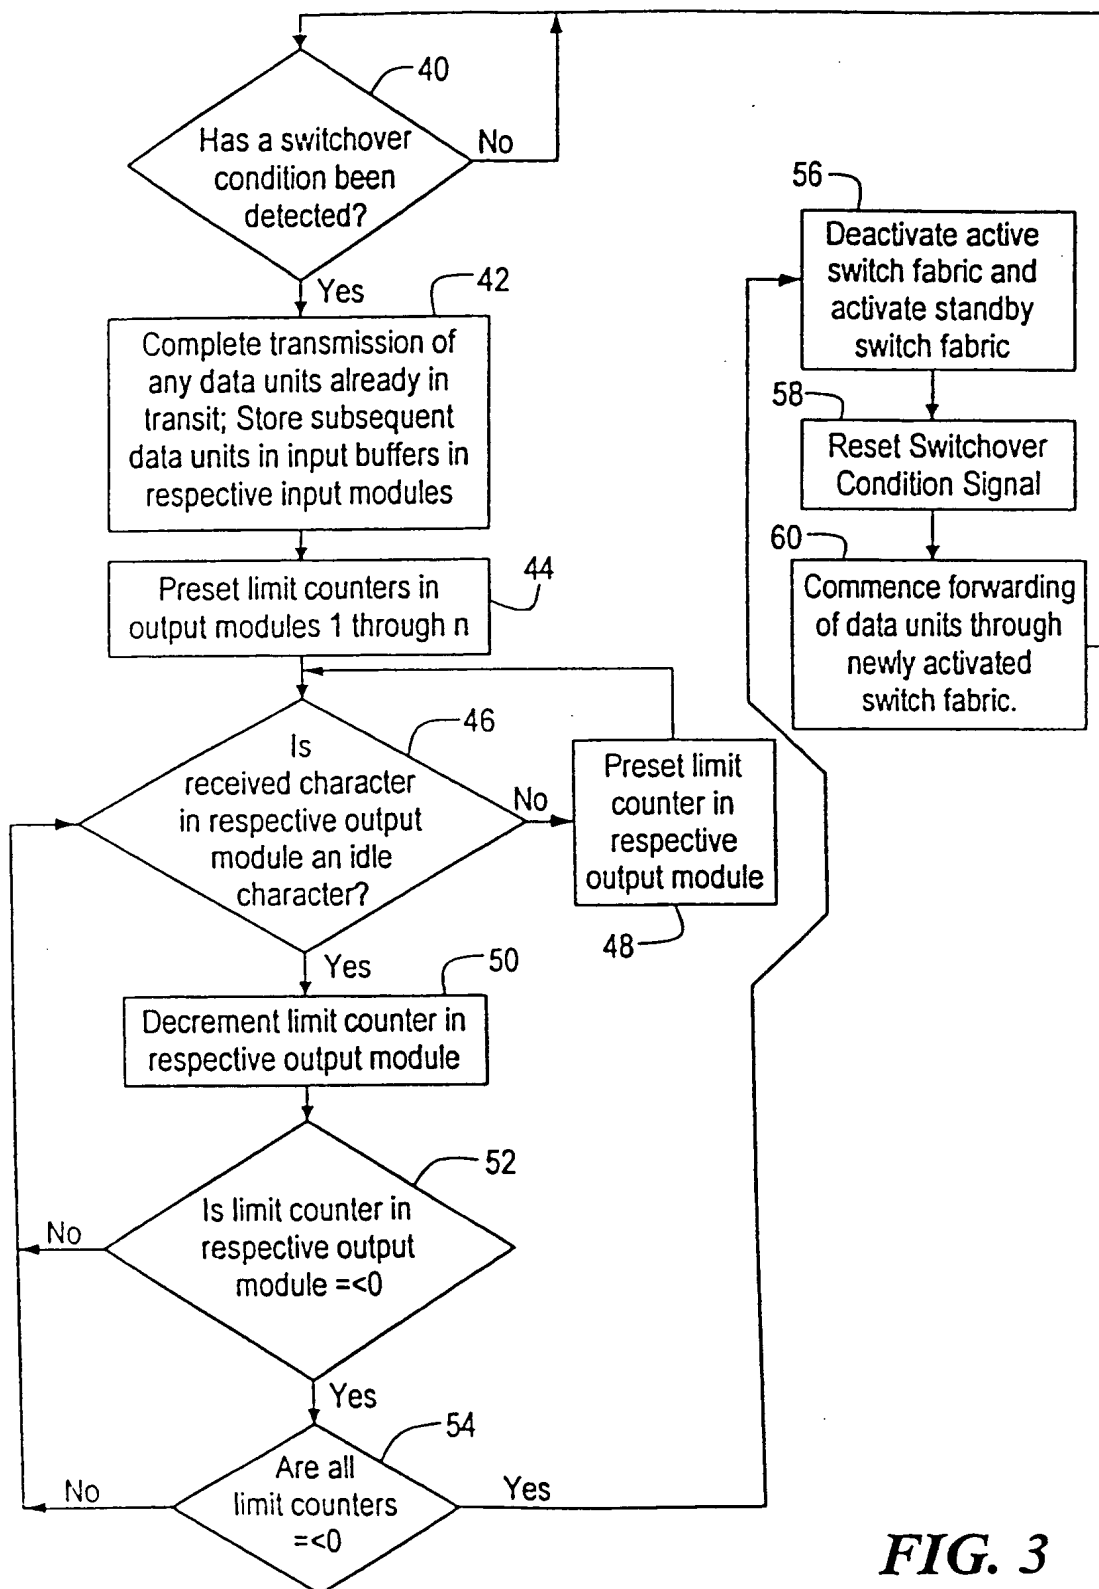 40
Has a switchover
condition been
detected?
No
Yes
42
Complete transmission of
any data units already in
transit; Store subsequent
data units in input buffers in
respective input modules
44
Preset limit counters in
output modules 1 through n
46
Is
received character
in respective output
module an idle
character?
No
Preset limit
counter in
respective
output module
48
Yes
50
Decrement limit counter in
respective output module
52
Is limit counter in
respective output
module =<0
No
Yes
54
Are all
limit counters
=<0
No
Yes
56
Deactivate active
switch fabric and
activate standby
switch fabric
58
Reset Switchover
Condition Signal
60
Commence forwarding
of data units through
newly activated
switch fabric.
FIG. 3